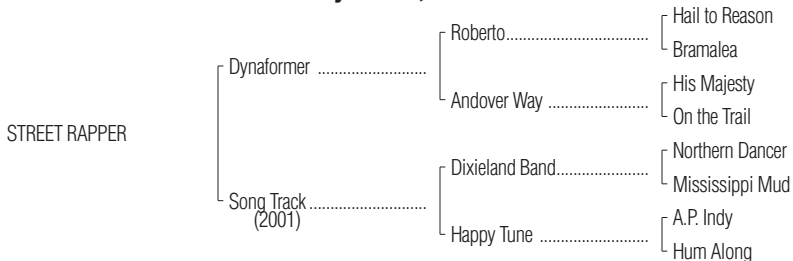 Hail to Reason
Roberto..................................
Bramalea
Dynaformer ..........................
His Majesty
Andover Way ........................
On the Trail
STREET RAPPER
Northern Dancer
Dixieland Band......................
Mississippi Mud
Song Track ............................
(2001)
A.P. Indy
Happy Tune ..........................
Hum Along